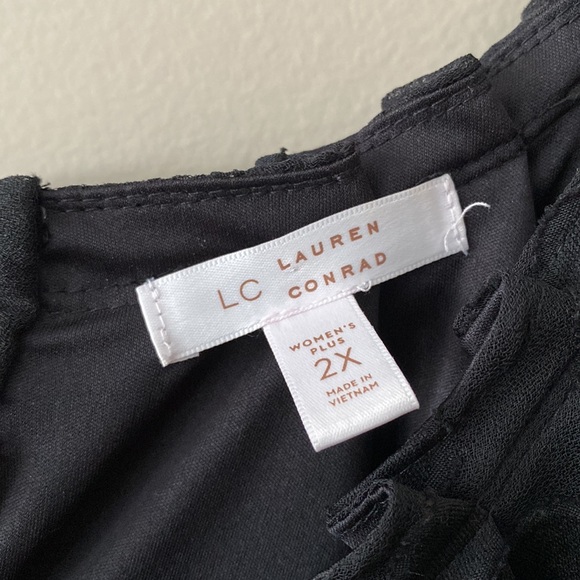 LC LAUREN
CONRAD
WOMEN'S
PLUS
2X
MADE IN
VIETNAM